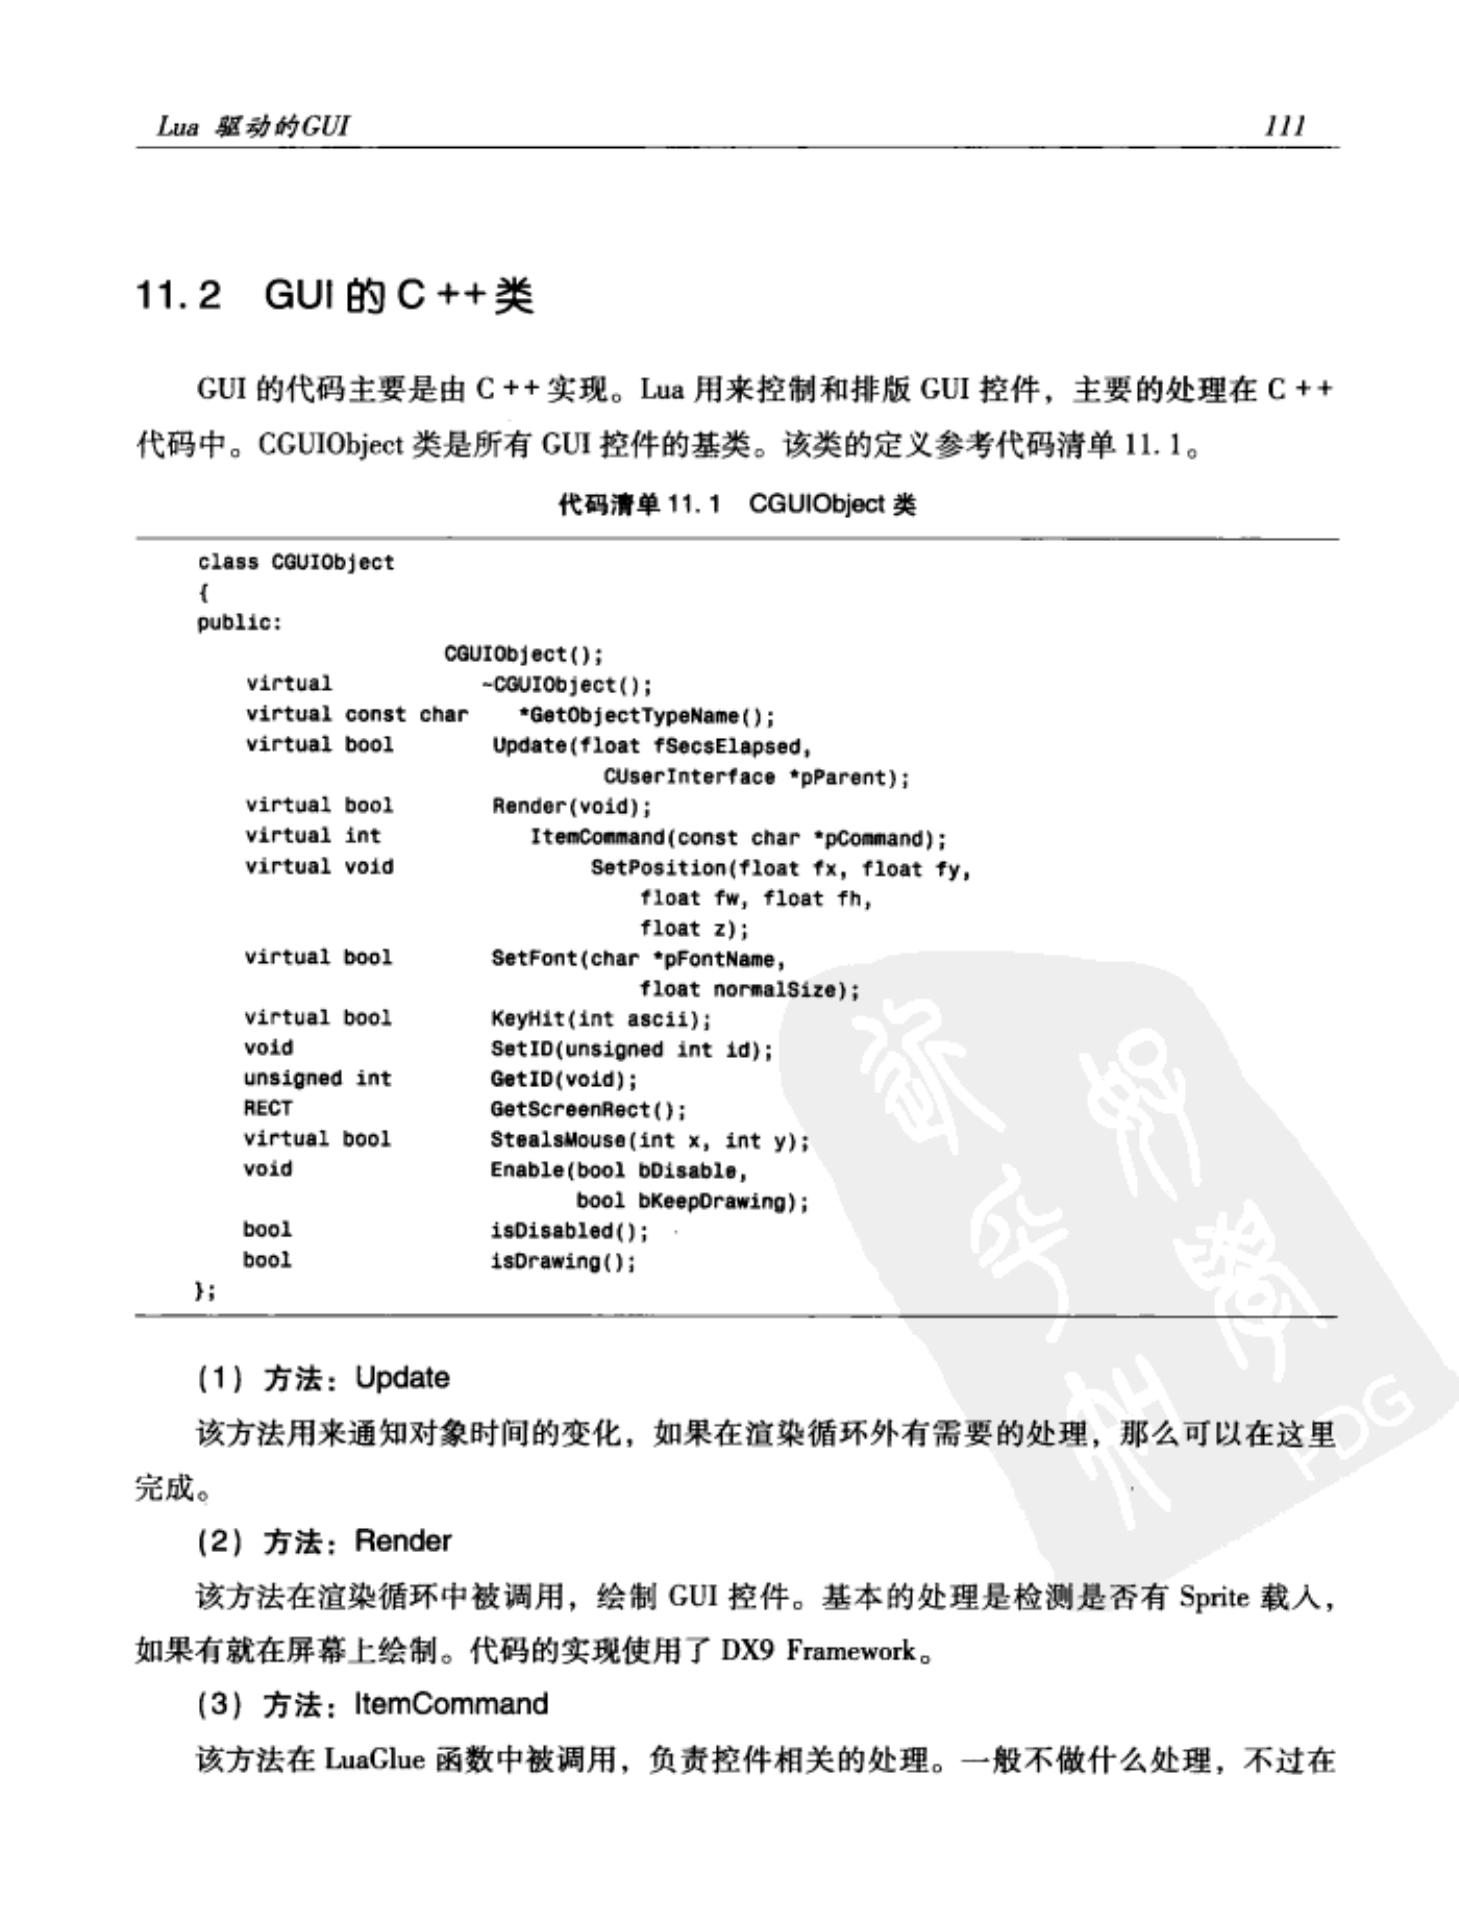 Lua 驱动的GUI 111
11.2 GUI 的 C ++类
GUI 的代码主要是由 C ++实现。Lua 用来控制和排版 GUI 控件，主要的处理在 C ++
代码中。CGUIObject 类是所有 GUI 控件的基类。该类的定义参考代码清单 11.1。
代码清单 11.1 CGUIObject 类
class CGUIObject
{
public:
CGUIObject();
virtual ~CGUIObject();
virtual const char *GetObjectTypeName();
virtual bool Update(float fSecsElapsed,
CUserInterface *pParent);
virtual bool Render(void);
virtual int ItemCommand(const char *pCommand);
virtual void SetPosition(float fx, float fy,
float fw, float fh,
float z);
virtual bool SetFont(char *pFontName,
float normalSize);
virtual bool KeyHit(int ascii);
void SetID(unsigned int id);
unsigned int GetID(void);
RECT GetScreenRect();
virtual bool StealsMouse(int x, int y);
void Enable(bool bDisable,
bool bKeepDrawing);
bool isDisabled();
bool isDrawing();
};
(1) 方法：Update
该方法用来通知对象时间的变化，如果在渲染循环外有需要的处理，那么可以在这里
完成。
(2) 方法：Render
该方法在渲染循环中被调用，绘制 GUI 控件。基本的处理是检测是否有 Sprite 载入，
如果有就在屏幕上绘制。代码的实现使用了 DX9 Framework。
(3) 方法：ItemCommand
该方法在 LuaGlue 函数中被调用，负责控件相关的处理。一般不做什么处理，不过在
PDG